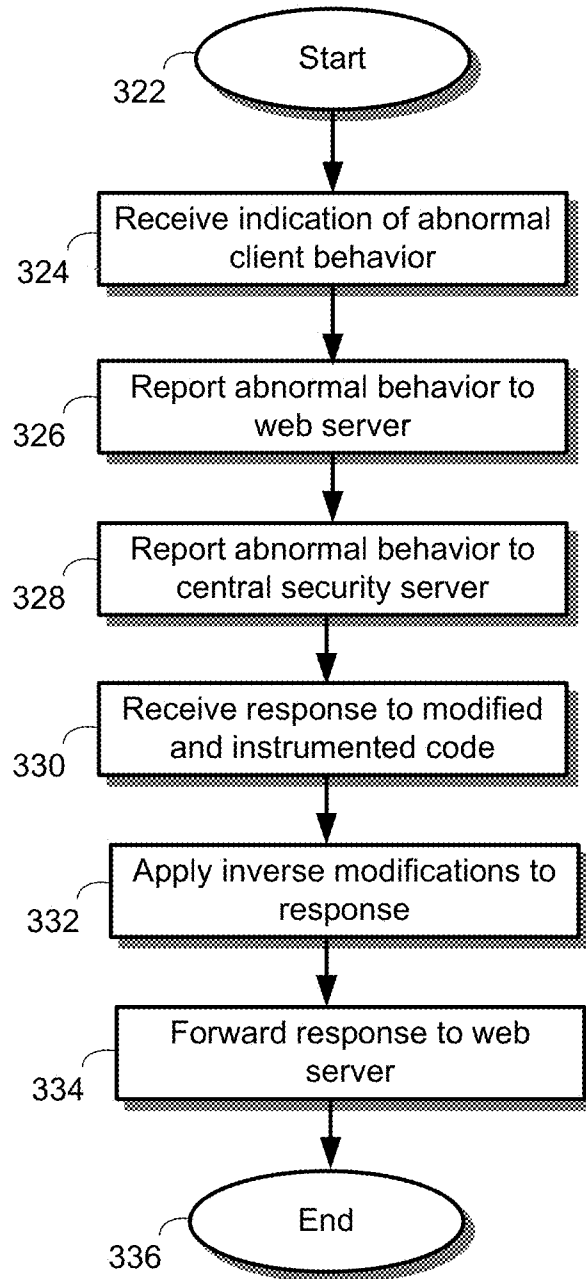 Start
322
Receive indication of abnormal
client behavior
324
Report abnormal behavior to
web server
326
Report abnormal behavior to
central security server
328
Receive response to modified
and instrumented code
330
Apply inverse modifications to
response
332
Forward response to web
server
334
End
336